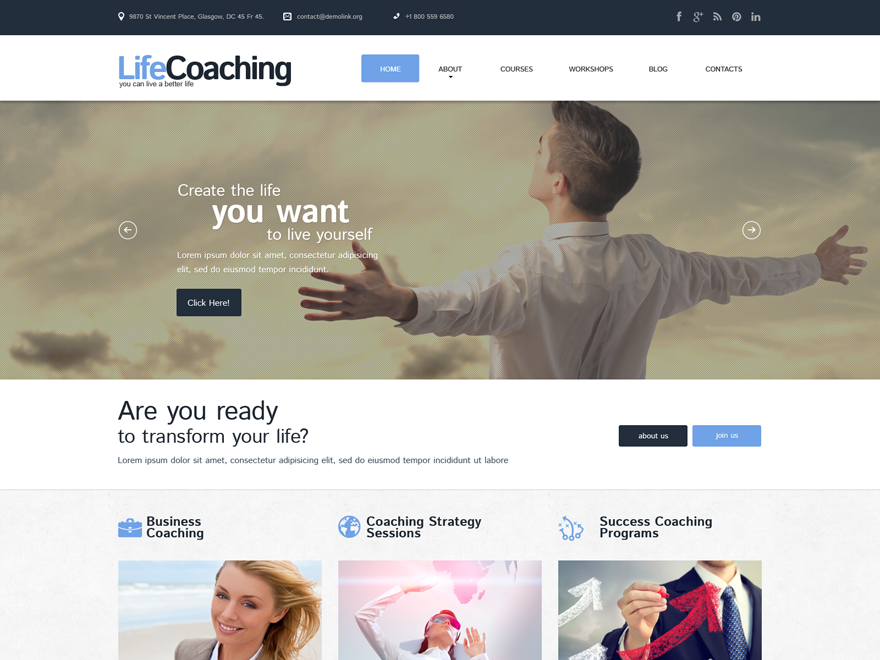 9870 St Vincent Place, Glasgow, DC 45 Fr 45.
contact@demolink.org
+1 800 559 6580
LifeCoaching
you can live a better life
HOME
ABOUT
COURSES
WORKSHOPS
BLOG
CONTACTS
Create the life
you want
to live yourself
Lorem ipsum dolor sit amet, consectetur adipisicing
elit, sed do eiusmod tempor incididunt.
Click Here!
Are you ready
to transform your life?
Lorem ipsum dolor sit amet, consectetur adipisicing elit, sed do eiusmod tempor incididunt ut labore
about us
join us
Business
Coaching
Coaching Strategy
Sessions
Success Coaching
Programs